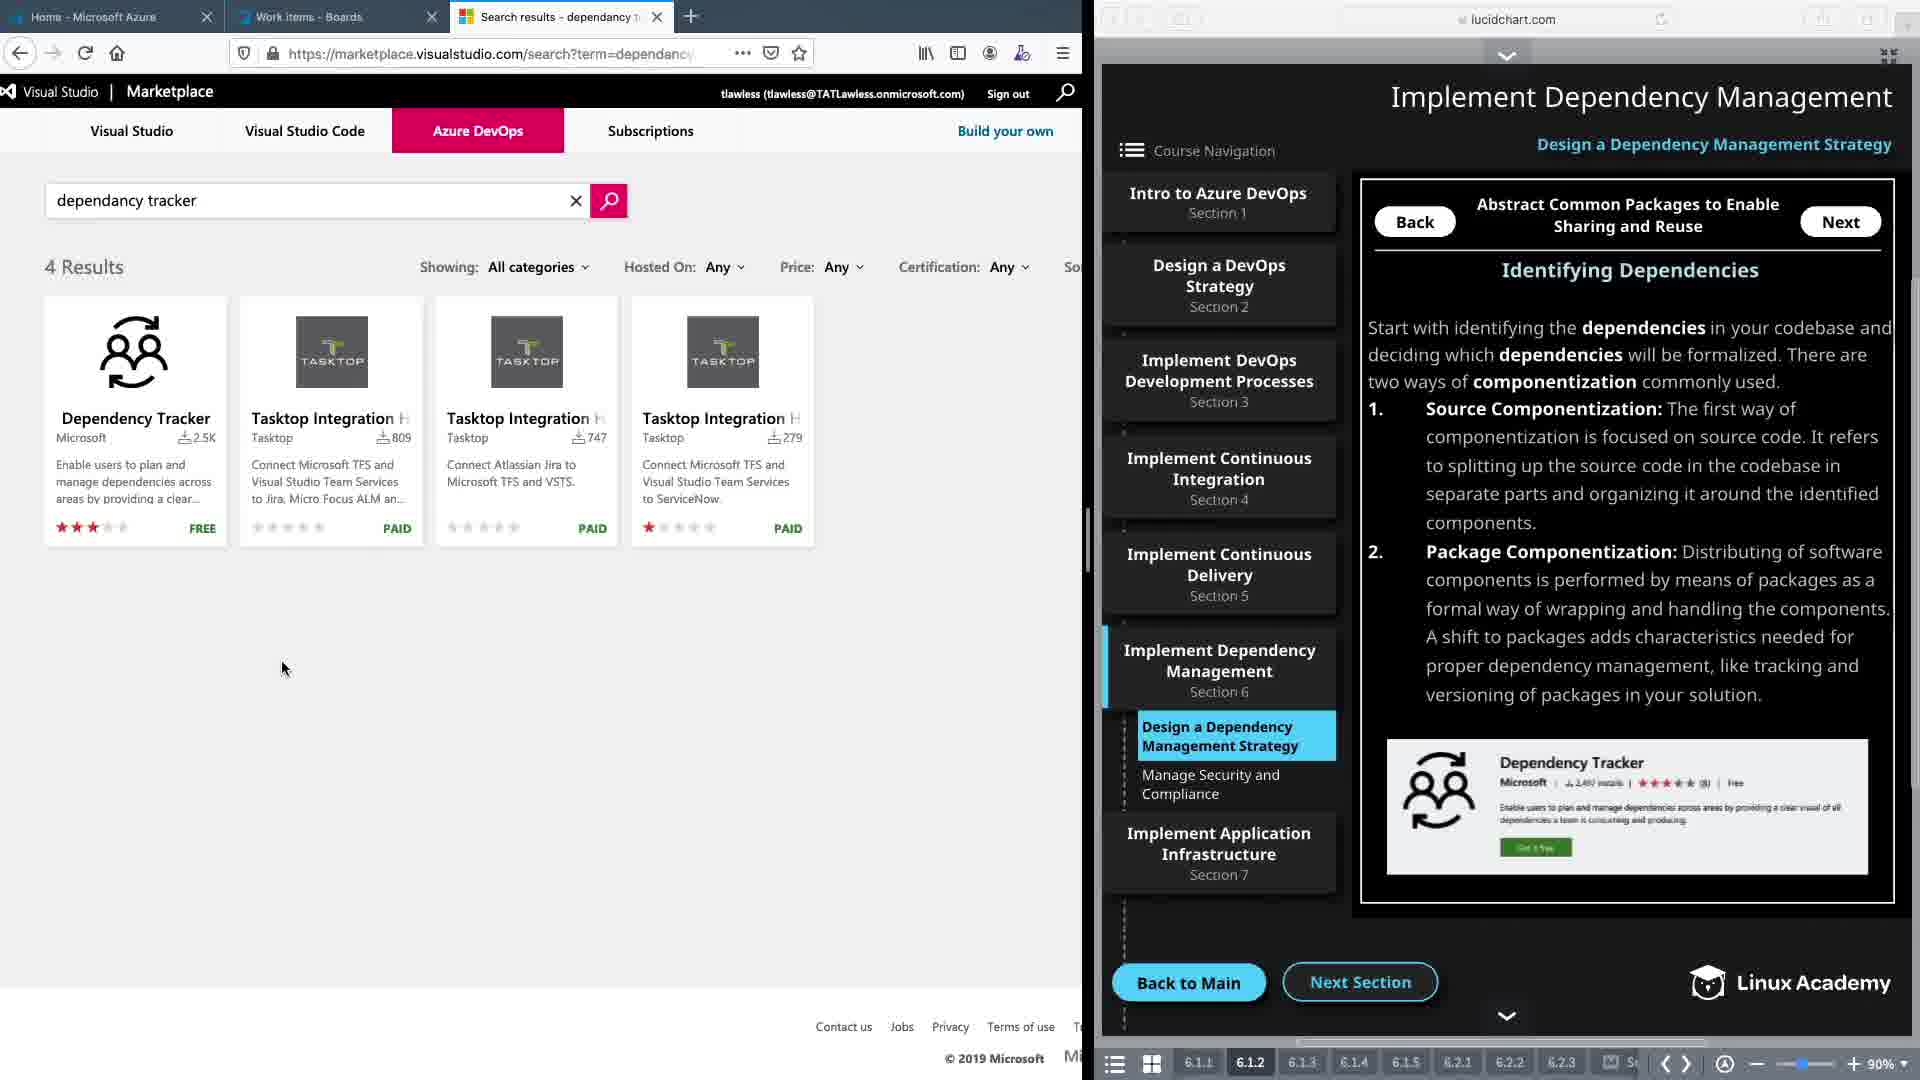 Home - Microsoft Azure
Work items - Boards
Search results - dependancy t
https://marketplace.visualstudio.com/search?term=dependancy
Visual Studio | Marketplace
tlawless (tlawless@TATLawless.onmicrosoft.com)
Sign out
Visual Studio
Visual Studio Code
Azure DevOps
Subscriptions
Build your own
dependancy tracker
4 Results
Showing: All categories
Hosted On: Any
Price: Any
Certification: Any
Dependency Tracker
Microsoft
2.5K
Enable users to plan and
manage dependencies across
areas by providing a clear...
FREE
Tasktop Integration
TASKTOP
Tasktop
809
Connect Microsoft TFS and
Visual Studio Team Services
to Jira, Micro Focus ALM an...
PAID
TASKTOP
Tasktop Integration
Tasktop
747
Connect Atlassian Jira to
Microsoft TFS and VSTS.
PAID
TASKTOP
Tasktop Integration
Tasktop
279
Connect Microsoft TFS and
Visual Studio Team Services
to ServiceNow.
PAID
Contact us
Jobs
Privacy
Terms of use
© 2019 Microsoft
lucidchart.com
Implement Dependency Management
Design a Dependency Management Strategy
Course Navigation
Intro to Azure DevOps
Section 1
Design a DevOps
Strategy
Section 2
Implement DevOps
Development Processes
Section 3
Implement Continuous
Integration
Section 4
Implement Continuous
Delivery
Section 5
Implement Dependency
Management
Section 6
Design a Dependency
Management Strategy
Manage Security and
Compliance
Implement Application
Infrastructure
Section 7
Back
Abstract Common Packages to Enable
Sharing and Reuse
Next
Identifying Dependencies
Start with identifying the dependencies in your codebase and
deciding which dependencies will be formalized. There are
two ways of componentization commonly used.
1. Source Componentization: The first way of
componentization is focused on source code. It refers
to splitting up the source code in the codebase in
separate parts and organizing it around the identified
components.
2. Package Componentization: Distributing of software
components is performed by means of packages as a
formal way of wrapping and handling the components.
A shift to packages adds characteristics needed for
proper dependency management, like tracking and
versioning of packages in your solution.
Dependency Tracker
Microsoft | installs | (8) | Free
Enable users to plan and manage dependencies across areas by providing a clear visual of all
dependencies a team is consuming and producing.
Get it free
Back to Main
Next Section
Linux Academy
6.1.1
6.1.2
6.1.3
6.1.4
6.1.5
6.2.1
6.2.2
6.2.3
90%